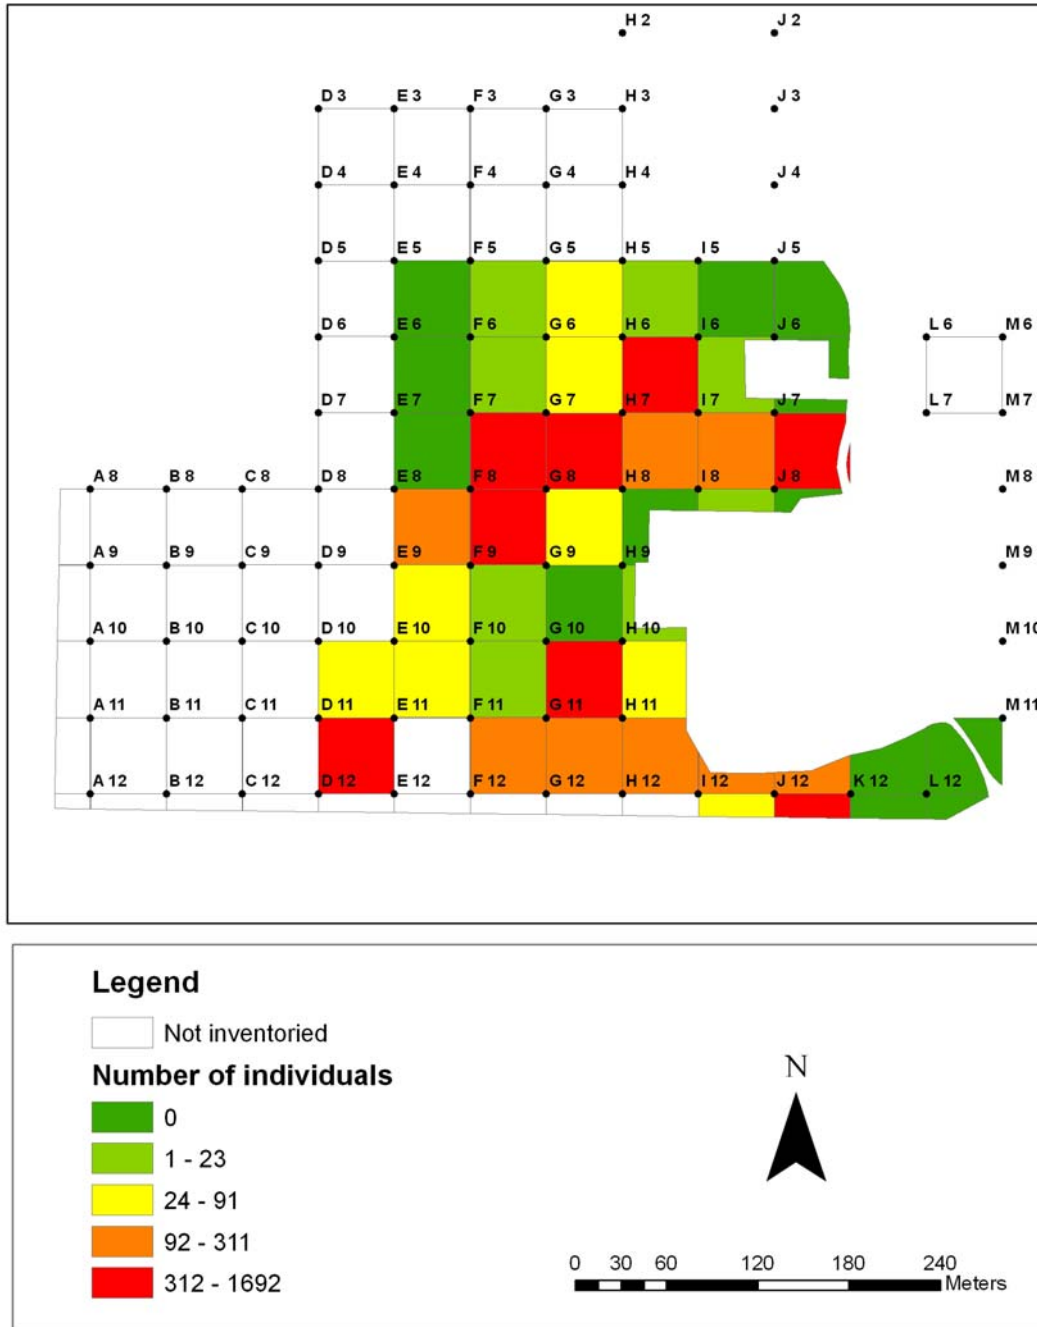 H 2 J 2
D 3 E 3 F 3 G 3 H 3 J 3
D 4 E 4 F 4 G 4 H 4 J 4
D 5 E 5 F 5 G 5 H 5 I 5 J 5
D 6 E 6 F 6 G 6 H 6 I 6 J 6 L 6 M 6
D 7 E 7 F 7 G 7 H 7 I 7 J 7 L 7 M 7
A 8 B 8 C 8 D 8 E 8 F 8 G 8 H 8 I 8 J 8 M 8
A 9 B 9 C 9 D 9 E 9 F 9 G 9 H 9 M 9
A 10 B 10 C 10 D 10 E 10 F 10 G 10 H 10 M 10
A 11 B 11 C 11 D 11 E 11 F 11 G 11 H 11 M 11
A 12 B 12 C 12 D 12 E 12 F 12 G 12 H 12 I 12 J 12 K 12 L 12
Legend
Not inventoried
Number of individuals
0
1 - 23
24 - 91
92 - 311
312 - 1692
N
0 30 60 120 180 240
Meters